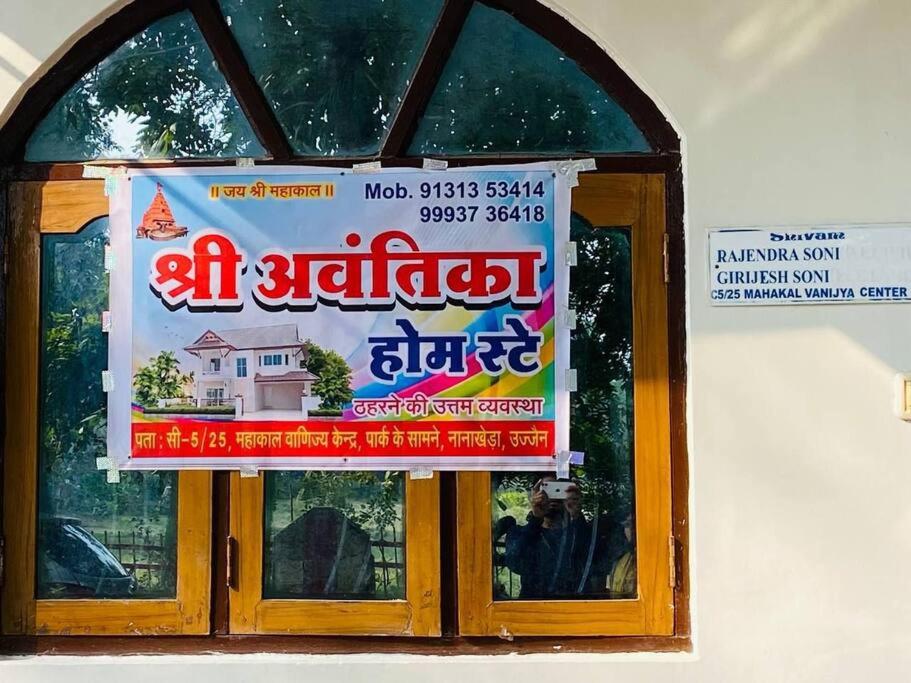 ॥ जय श्री महाकाल ॥
Mob. 91313 53414
99937 36418
श्री अवंतिका
होम स्टे
ठहरने की उत्तम व्यवस्था
पता : सी-5/25, महाकाल वाणिज्य केन्द्र, पार्क के सामने, नानाखेड़ा, उज्जैन
Shivam
RAJENDRA SONI
GIRIJESH SONI
C5/25 MAHAKAL VANIJYA CENTER